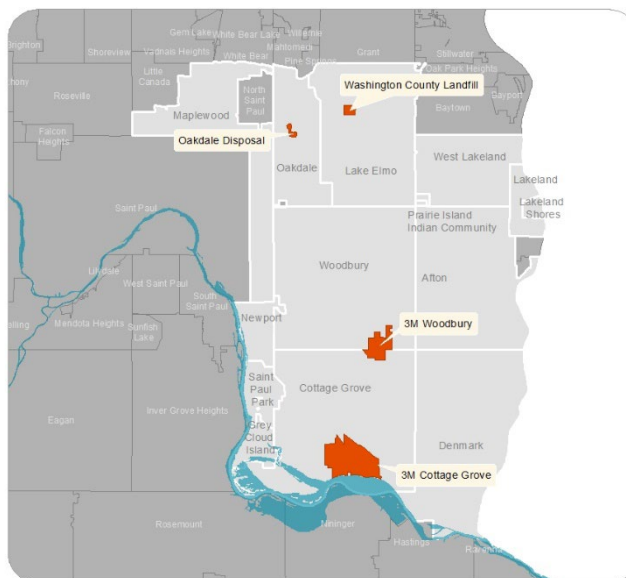 Gem Lake
White Bear Lake
Willernie
Mahtomedi
Grant
Stillwater
Brighton
Shoreview
Vadnais Heights
White Bear
Pine Springs
Oak Park Heights
Little
Canada
Bayport
Washington County Landfill
North
Saint
Paul
Baytown
Roseville
Maplewood
Falcon
Heights
Oakdale Disposal
Oakdale
Lake Elmo
West Lakeland
Lakeland
Lakeland
Shores
Saint Paul
Prairie Island
Indian Community
Woodbury
Afton
Lilydale
West Saint Paul
South
Saint Paul
Mendota Heights
Sunfish
Lake
Newport
3M Woodbury
Saint
Paul
Park
Cottage Grove
Inver Grove Heights
Eagan
Grey
Cloud
Island
Denmark
3M Cottage Grove
Rosemount
Nininger
Hastings
Ravenna